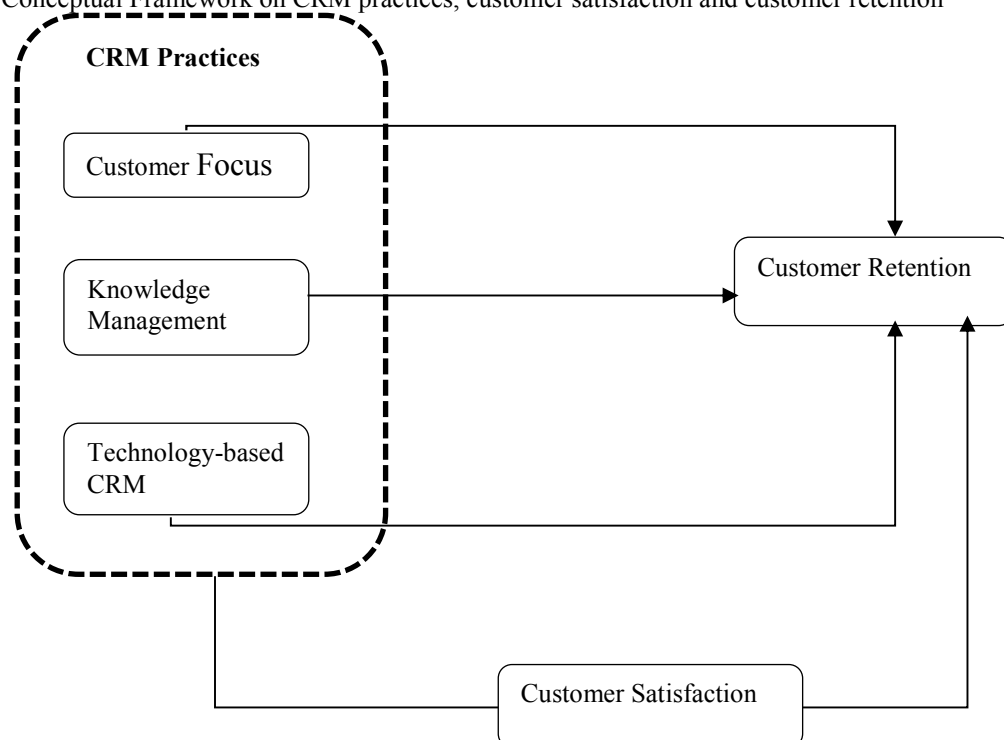 Conceptual Framework on CRM practices, customer satisfaction and customer retention
CRM Practices
Customer Focus
Knowledge
Management
Customer Retention
Technology-based
CRM
Customer Satisfaction